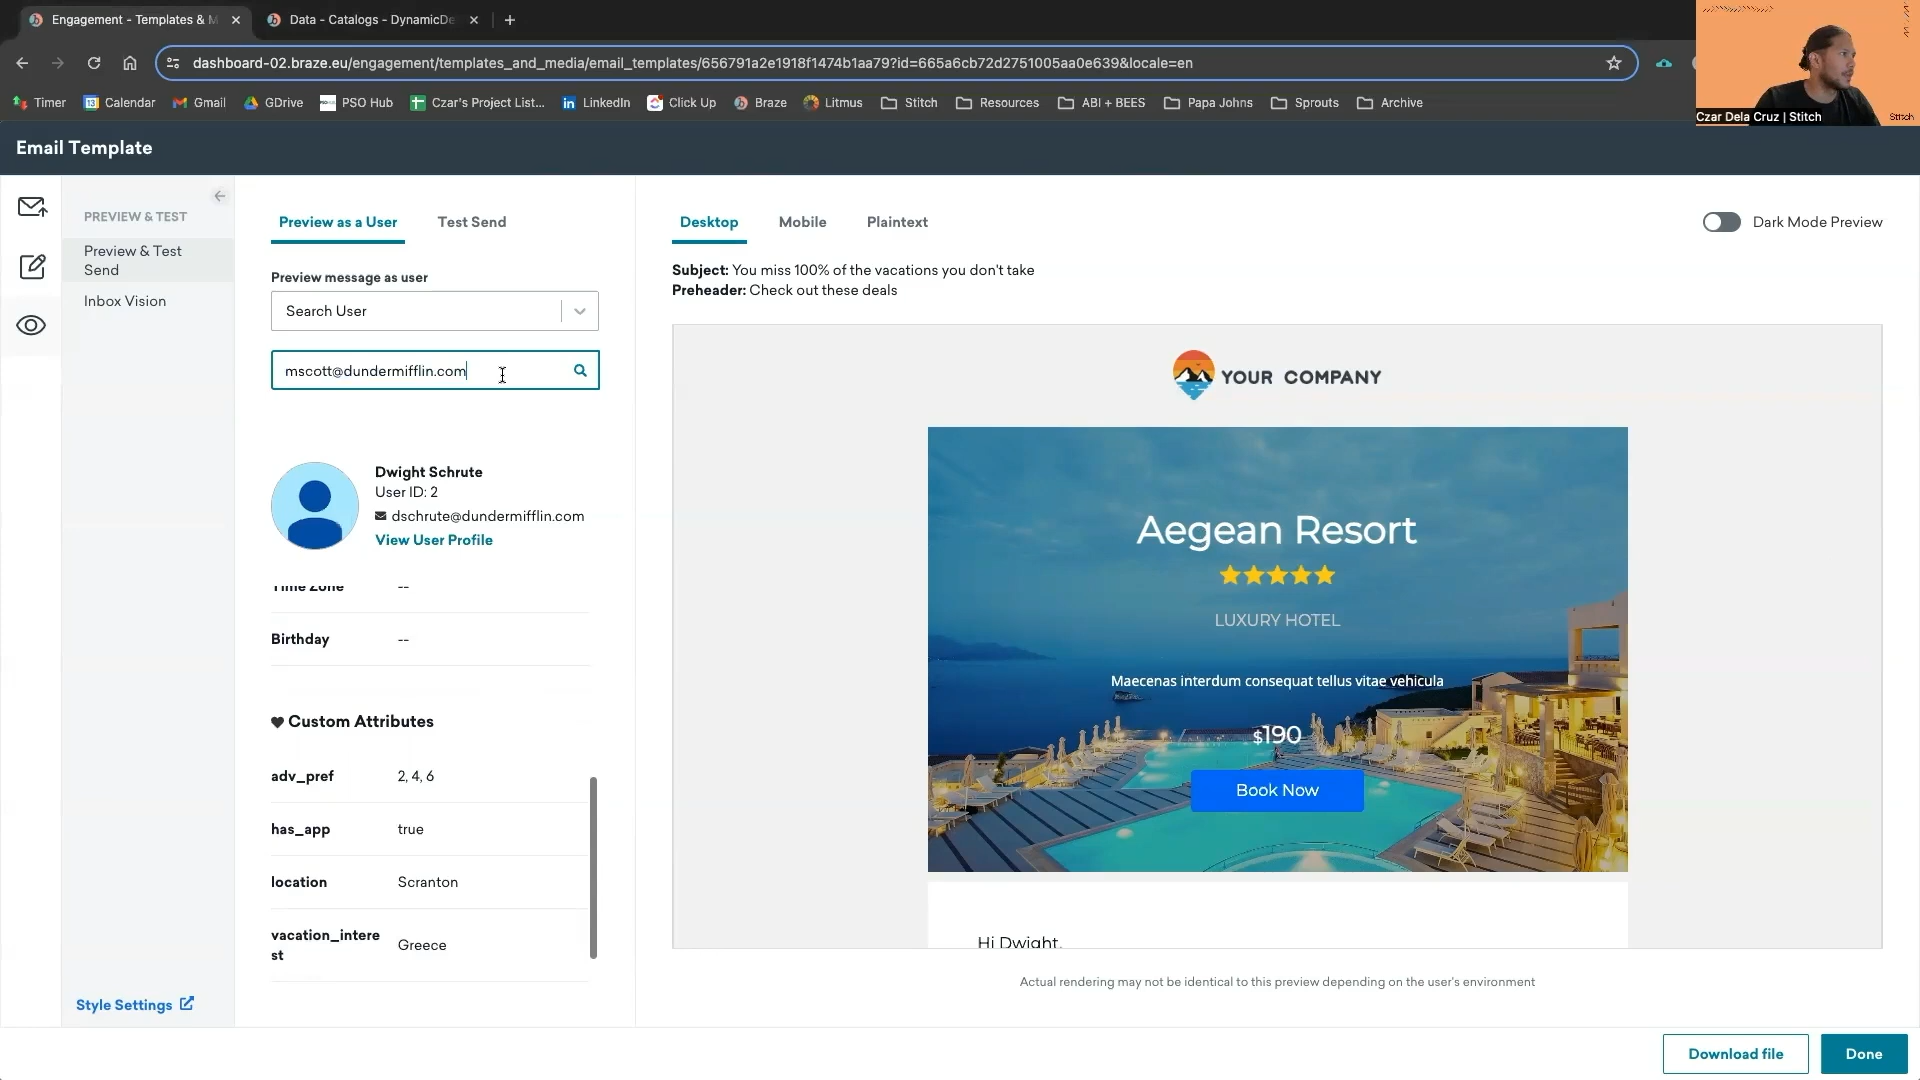 Engagement - Templates & M
Data - Catalogs - DynamicDe
dashboard-02.braze.eu/engagement/templates_and_media/email_templates/656791a2e1918f1474b1aa79?id=665a6cb72d2751005aa0e639&locale=en
Timer
Calendar
Gmail
GDrive
PSO Hub
Czar's Project List...
LinkedIn
Click Up
Braze
Litmus
Stitch
Resources
ABI + BEES
Papa Johns
Sprouts
Archive
Czar Dela Cruz | Stitch
Stitch
Email Template
PREVIEW & TEST
Preview & Test
Send
Inbox Vision
Style Settings
Preview as a User
Test Send
Preview message as user
Search User
mscott@dundermifflin.com
Dwight Schrute
User ID: 2
dschrute@dundermifflin.com
View User Profile
Time Zone --
Birthday --
Custom Attributes
adv_pref 2, 4, 6
has_app true
location Scranton
vacation_intere
st
Greece
Desktop
Mobile
Plaintext
Dark Mode Preview
Subject: You miss 100% of the vacations you don't take
Preheader: Check out these deals
YOUR COMPANY
Aegean Resort
LUXURY HOTEL
Maecenas interdum consequat tellus vitae vehicula
$190
Book Now
Hi Dwight,
Actual rendering may not be identical to this preview depending on the user's environment
Download file
Done